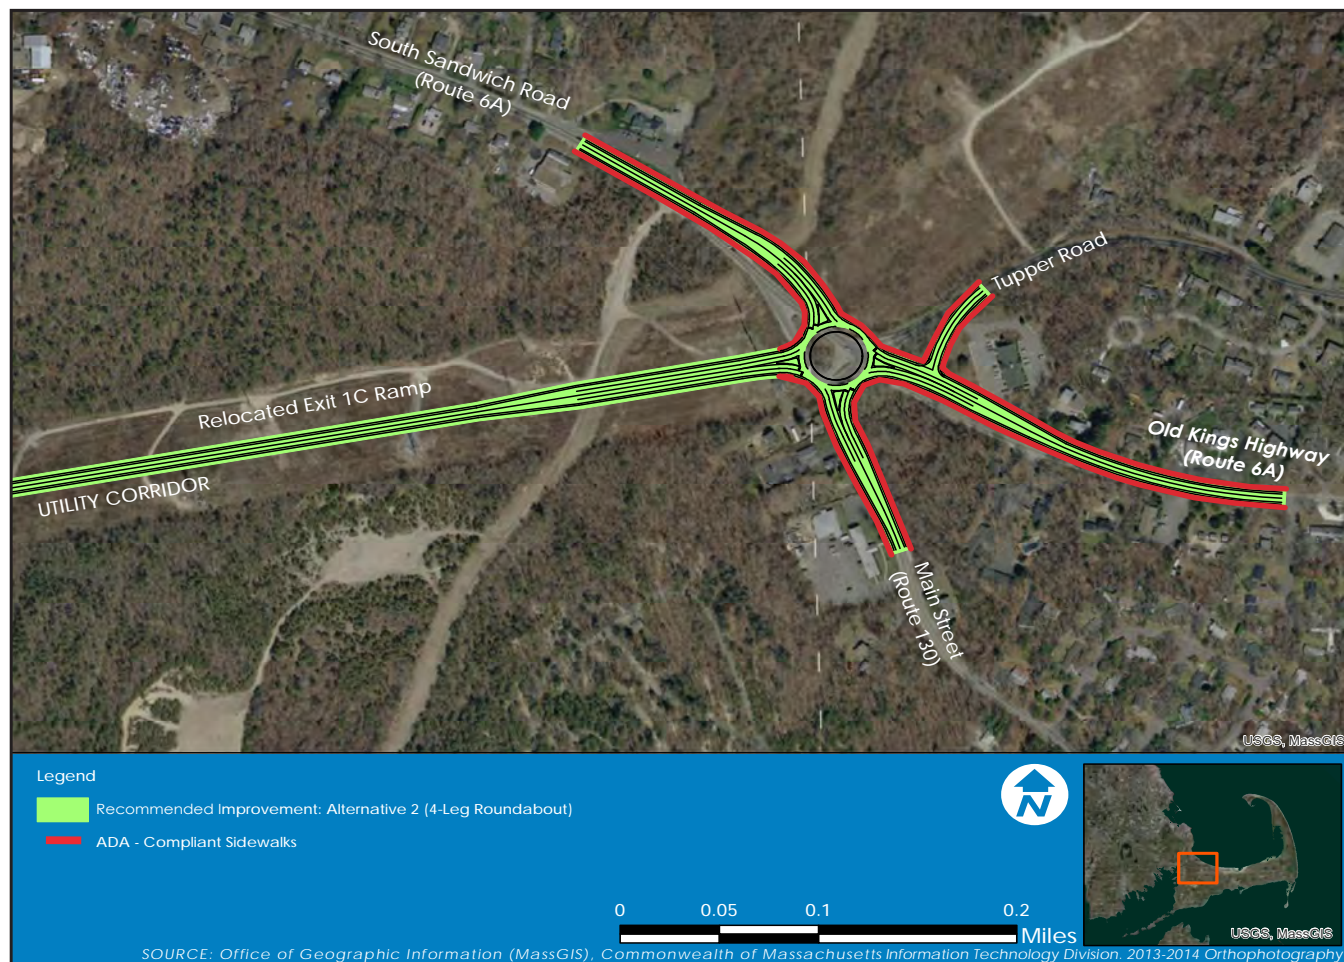 South Sandwich Road
(Route 6A)
Tupper Road
Relocated Exit 1C Ramp
UTILITY CORRIDOR
Old Kings Highway
(Route 6A)
Main Street
(Route 130)
USGS, MassGIS
Legend
Recommended Improvement: Alternative 2 (4-Leg Roundabout)
ADA - Compliant Sidewalks
N
0 0.05 0.1 0.2
Miles
USGS, MassGIS
SOURCE: Office of Geographic Information (MassGIS), Commonwealth of Massachusetts Information Technology Division. 2013-2014 Orthophotography